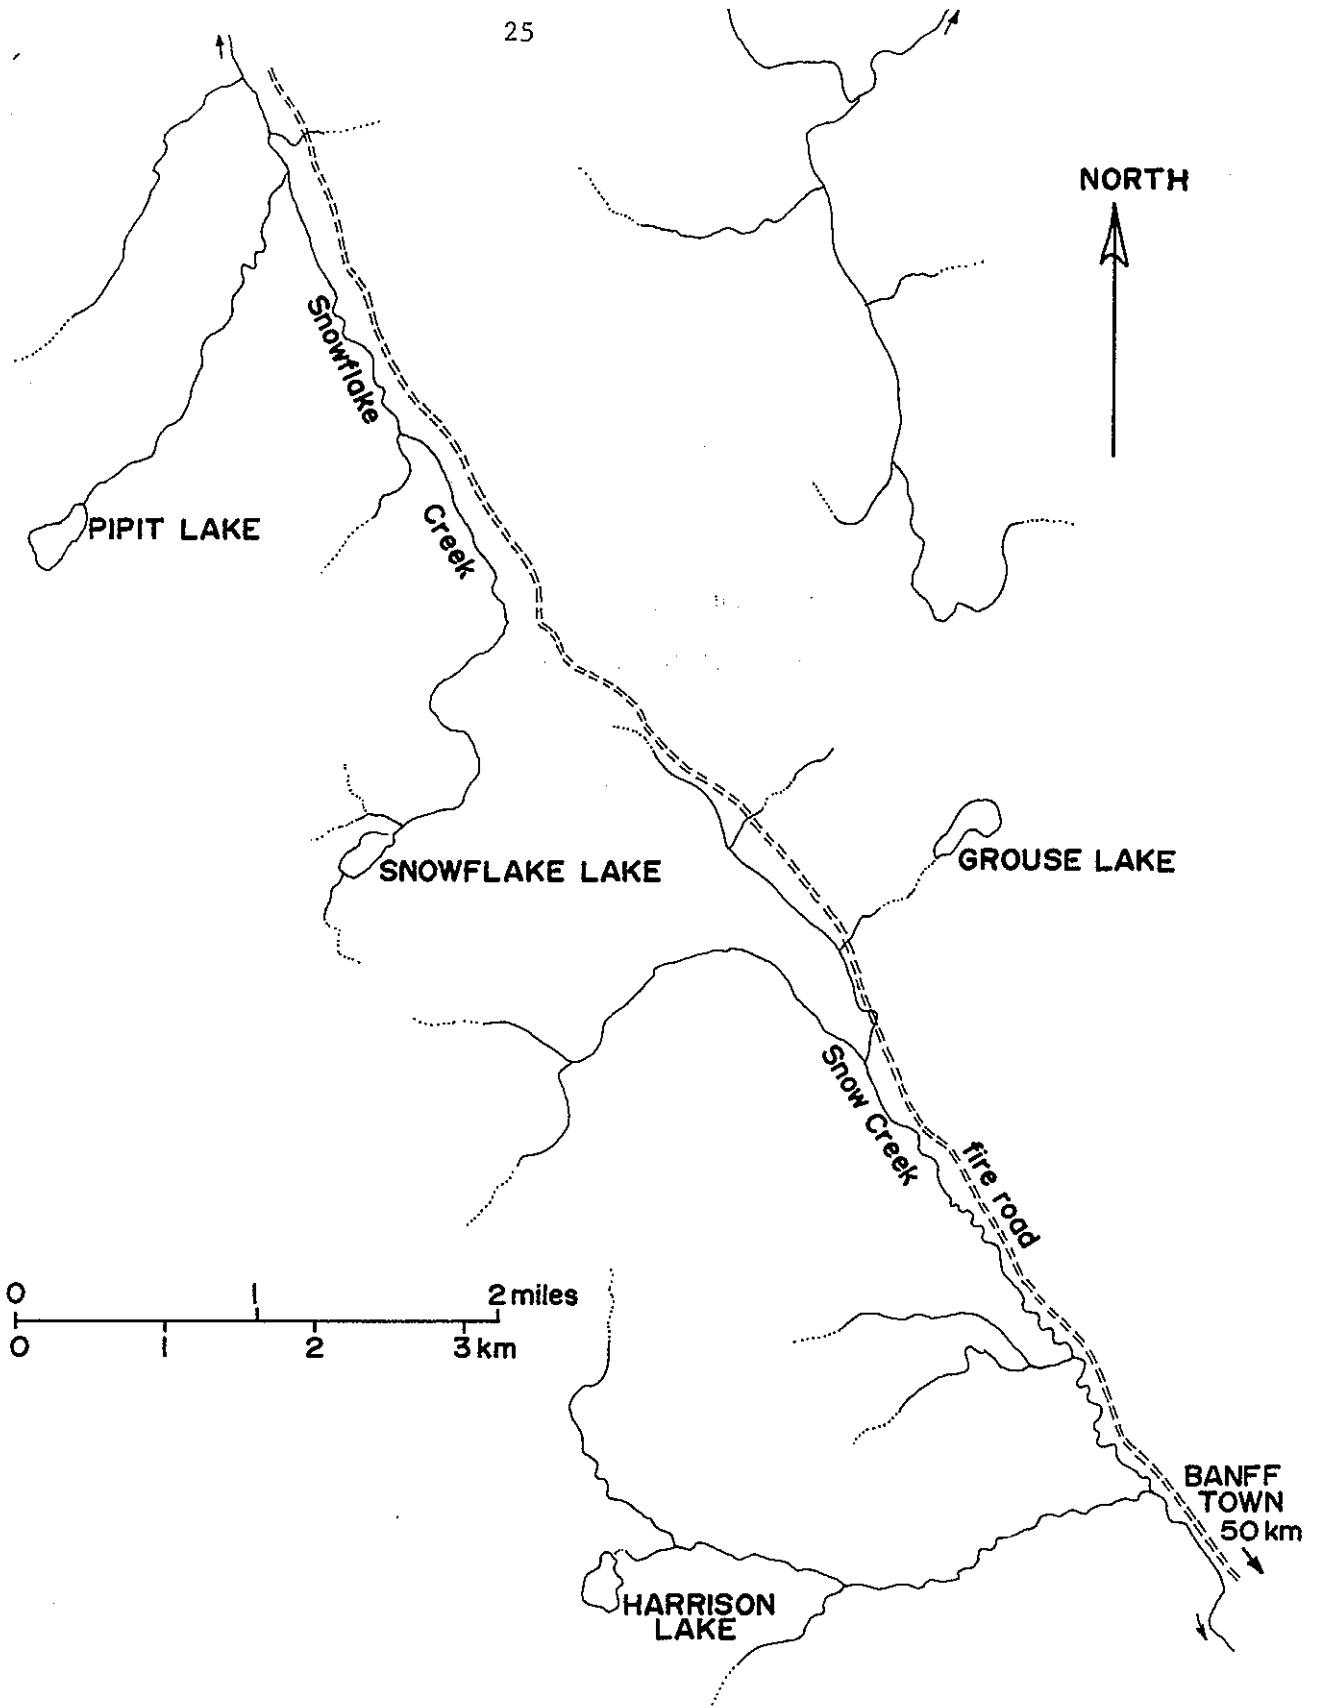 25
NORTH
Snowflake
Creek
PIPIT LAKE
SNOWFLAKE LAKE
GROUSE LAKE
Snow Creek
fire road
0 1 2 miles
0 1 2 3 km
BANFF
TOWN
50 km
HARRISON
LAKE